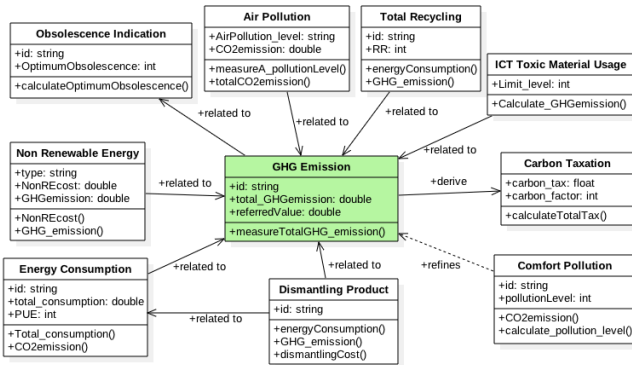 Obsolescence Indication
+id: string
+OptimumObsolescence: int
+calculateOptimumObsolescence()
Air Pollution
+AirPollution_level: string
+CO2emission: double
+measureA_pollutionLevel()
+totalCO2emission()
Total Recycling
+id: string
+RR: int
+energyConsumption()
+GHG_emission()
ICT Toxic Material Usage
+Limit_level: int
+Calculate_GHGemission()
+related to
+related to
+related to
+related to
Non Renewable Energy
+type: string
+NonREcost: double
+GHGemission: double
+NonREcost()
+GHG_emission()
+related to
GHG Emission
+id: string
+total_GHGemission: double
+referredValue: double
+measureTotalGHG_emission()
+derive
Carbon Taxation
+carbon_tax: float
+carbon_factor: int
+calculateTotalTax()
Energy Consumption
+id: string
+total_consumption: double
+PUE: int
+Total_consumption()
+CO2emission()
+related to
+related to
+related to
Dismantling Product
+id: string
+energyConsumption()
+GHG_emission()
+dismantlingCost()
+refines
Comfort Pollution
+id: string
+pollutionLevel: int
+CO2emission()
+calculate_pollution_level()